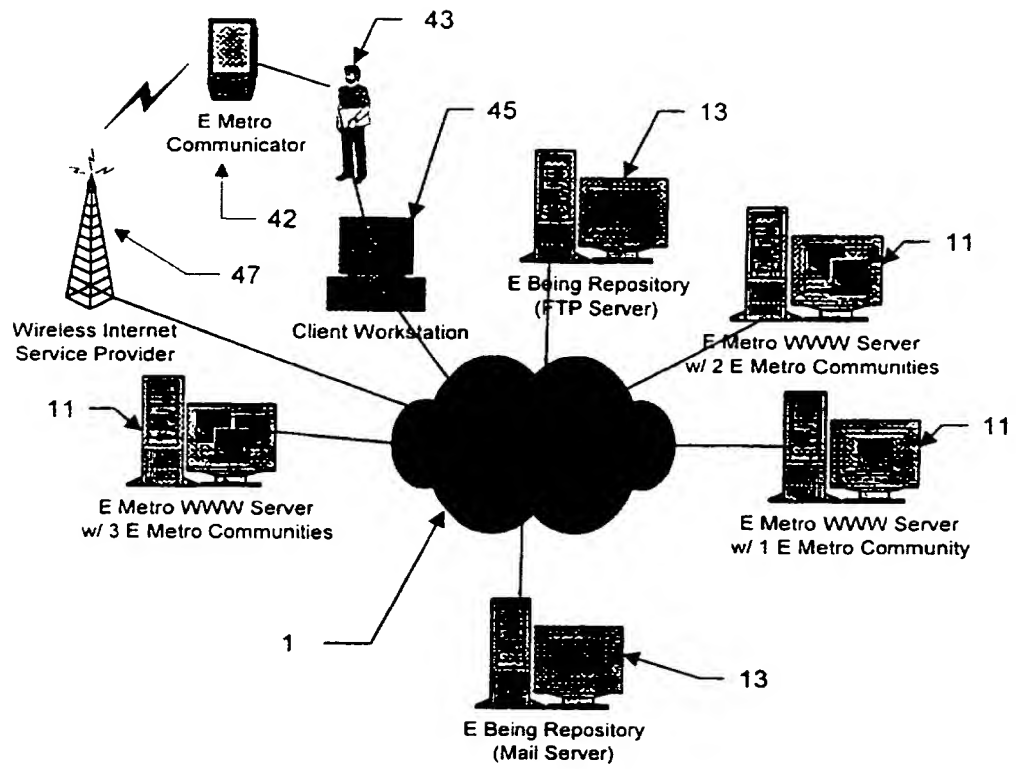 43
E Metro
Communicator
45
13
42
11
47
E Being Repository
(FTP Server)
Wireless Internet
Service Provider
Client Workstation
E Metro WWW Server
w/ 2 E Metro Communities
11
11
E Metro WWW Server
w/ 3 E Metro Communities
E Metro WWW Server
w/ 1 E Metro Community
1
13
E Being Repository
(Mail Server)